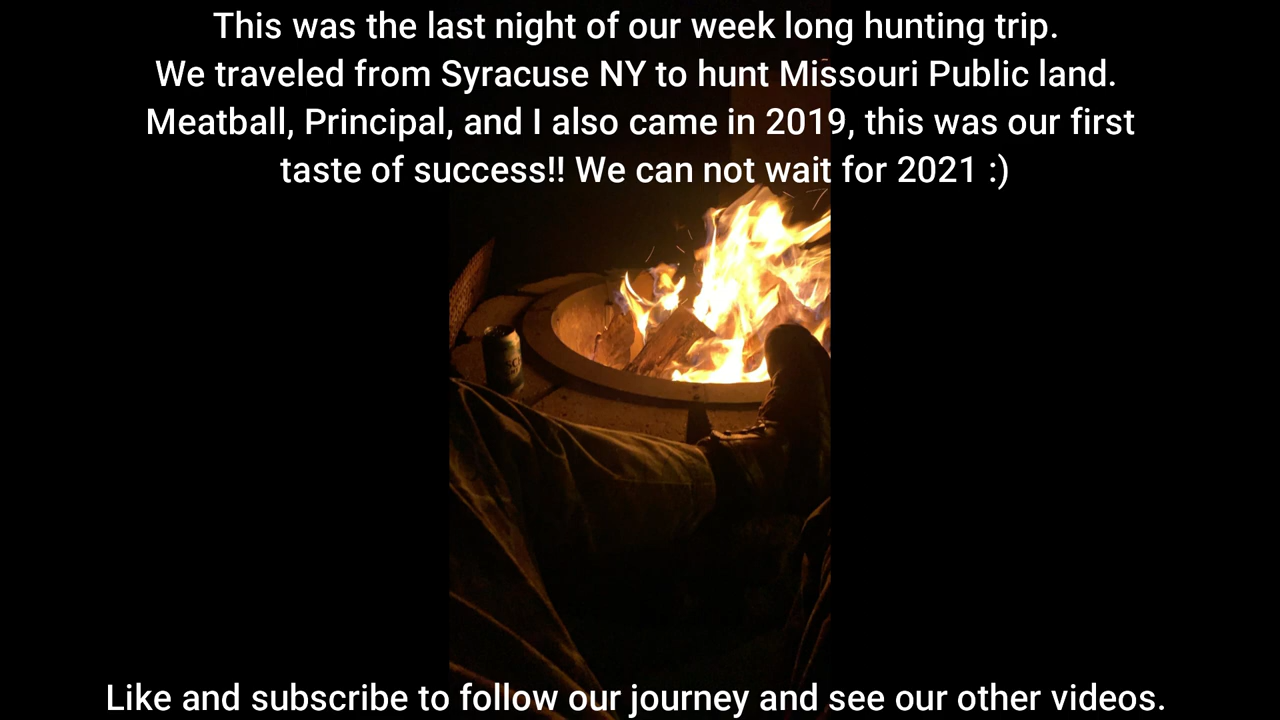 This was the last night of our week long hunting trip.
We traveled from Syracuse NY to hunt Missouri Public land.
Meatball, Principal, and I also came in 2019, this was our first
taste of success!! We can not wait for 2021 :)
Like and subscribe to follow our journey and see our other videos.